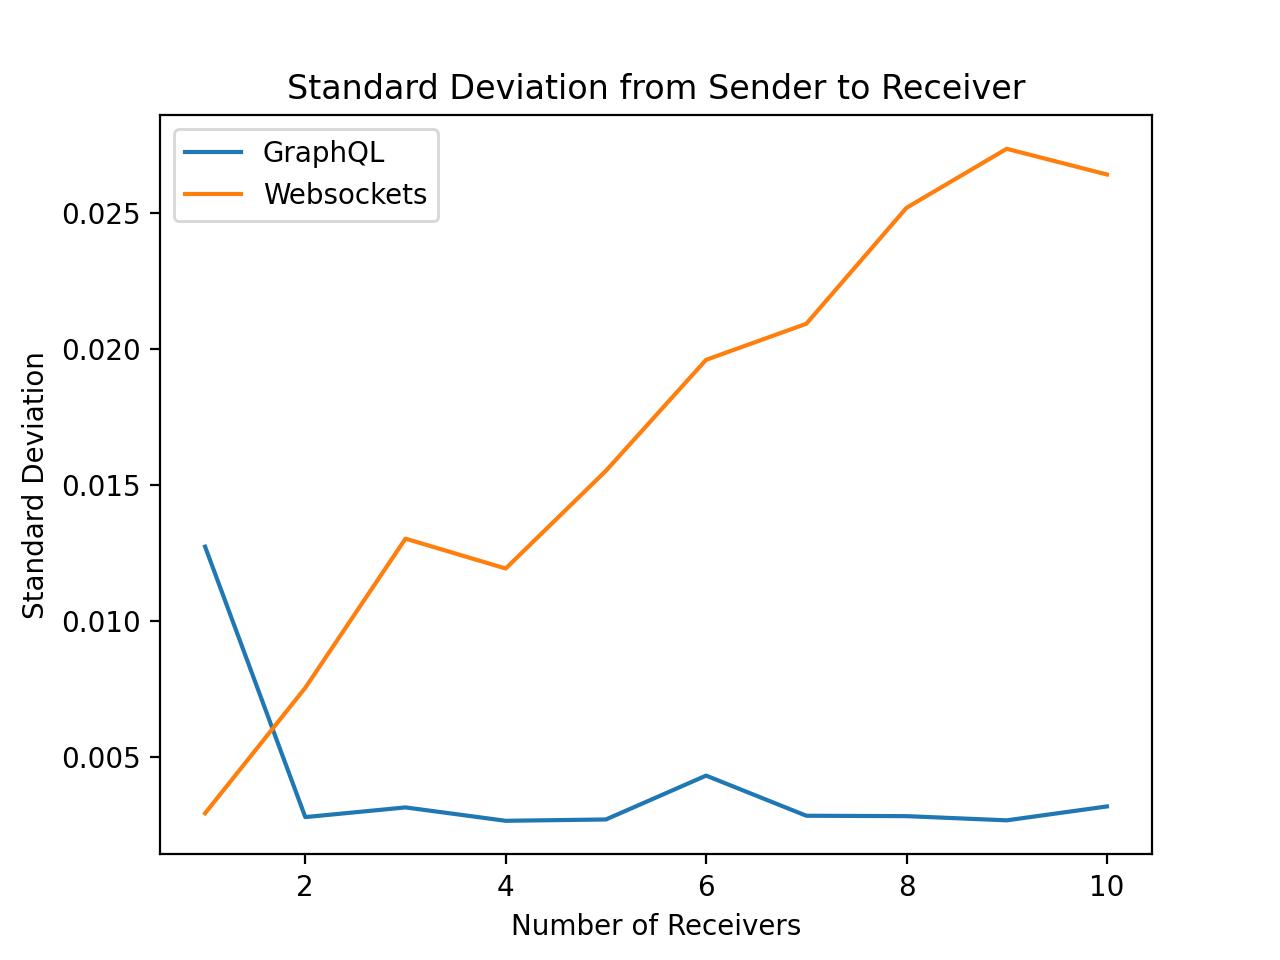 Standard Deviation from Sender to Receiver
GraphQL
Websockets
0.025
0.020
0.015
0.010
0.005
Standard Deviation
2 4 6 8 10
Number of Receivers